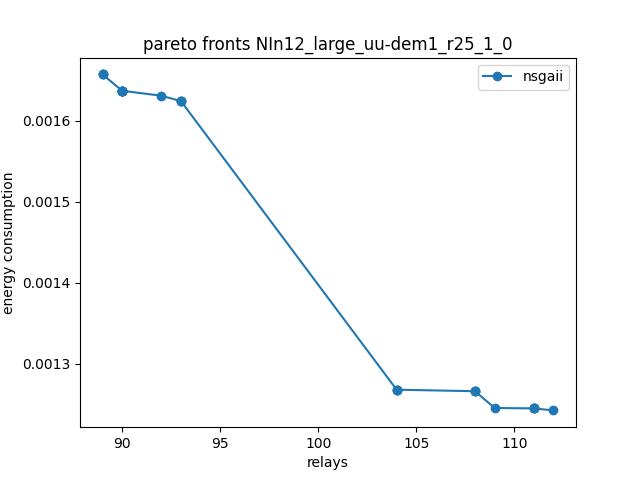 pareto fronts NIn12_large_uu-dem1_r25_1_0
nsgaii
0.0016
0.0015
0.0014
0.0013
energy consumption
90 95 100 105 110
relays